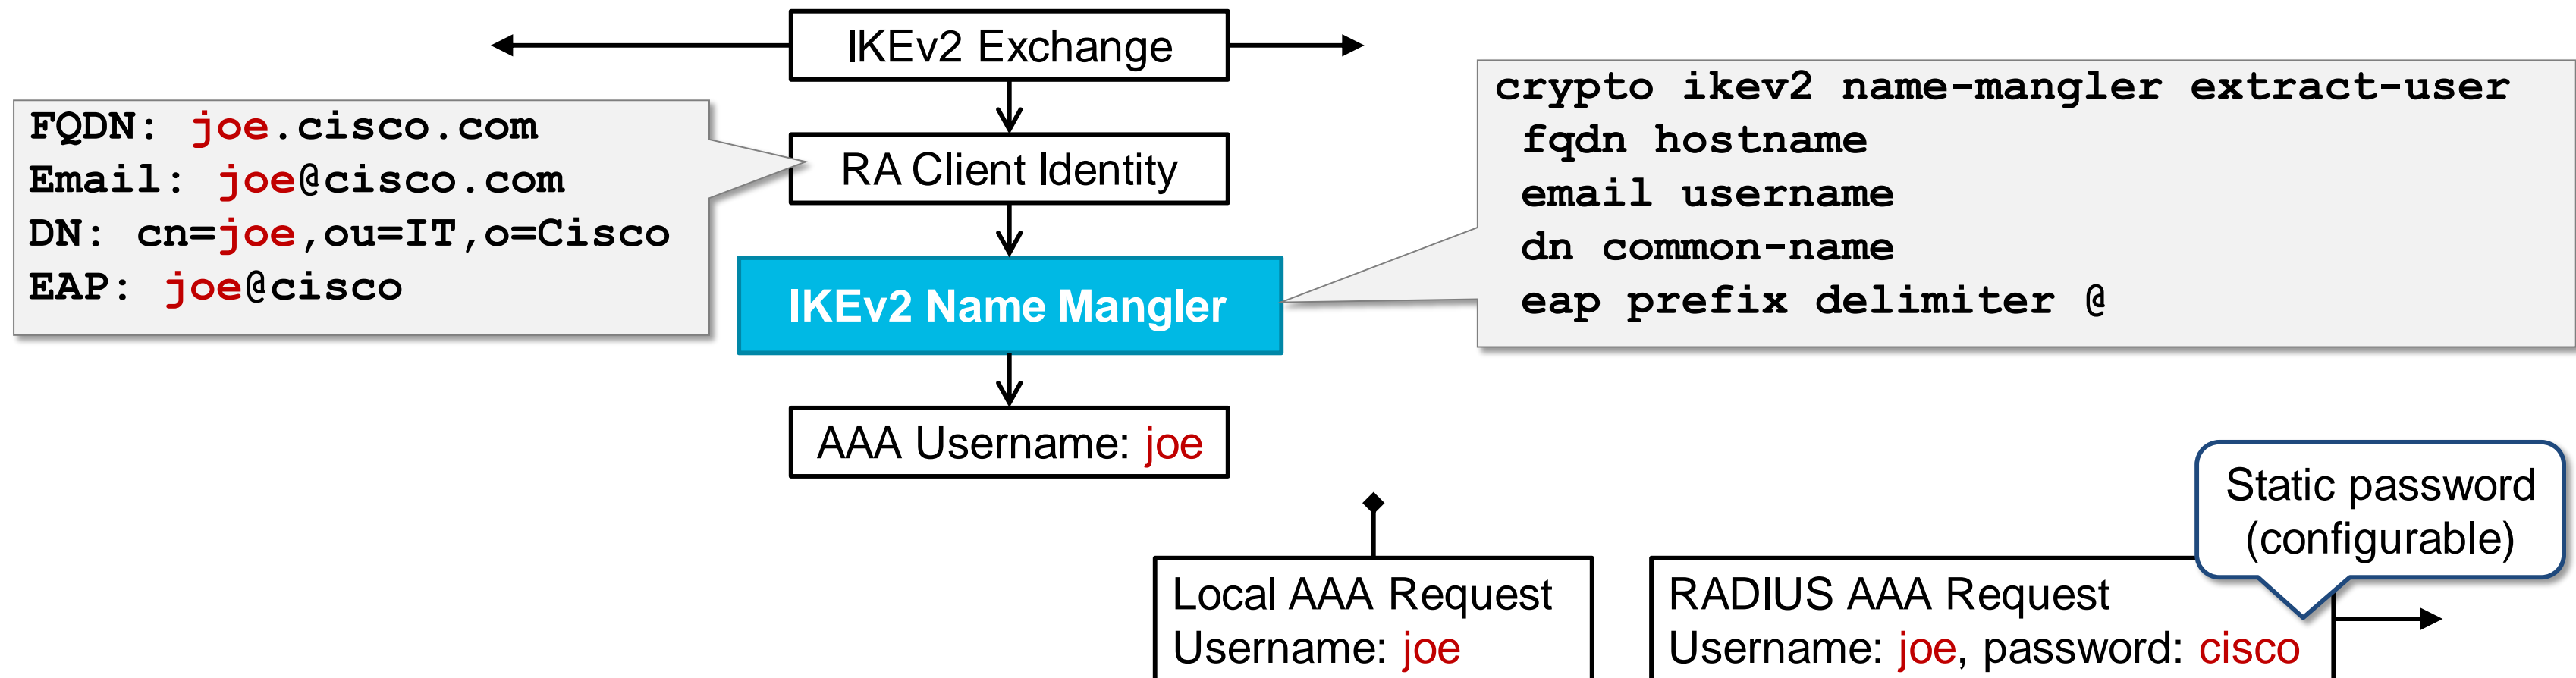 IKEv2 Exchange
FQDN: joe.cisco.com
Email: joe@cisco.com
DN: cn=joe,ou=IT,o=Cisco
EAP: joe@cisco
RA Client Identity
crypto ikev2 name-mangler extract-user
fqdn hostname
email username
dn common-name
eap prefix delimiter @
IKEv2 Name Mangler
AAA Username: joe
Static password
(configurable)
Local AAA Request
Username: joe
RADIUS AAA Request
Username: joe, password: cisco